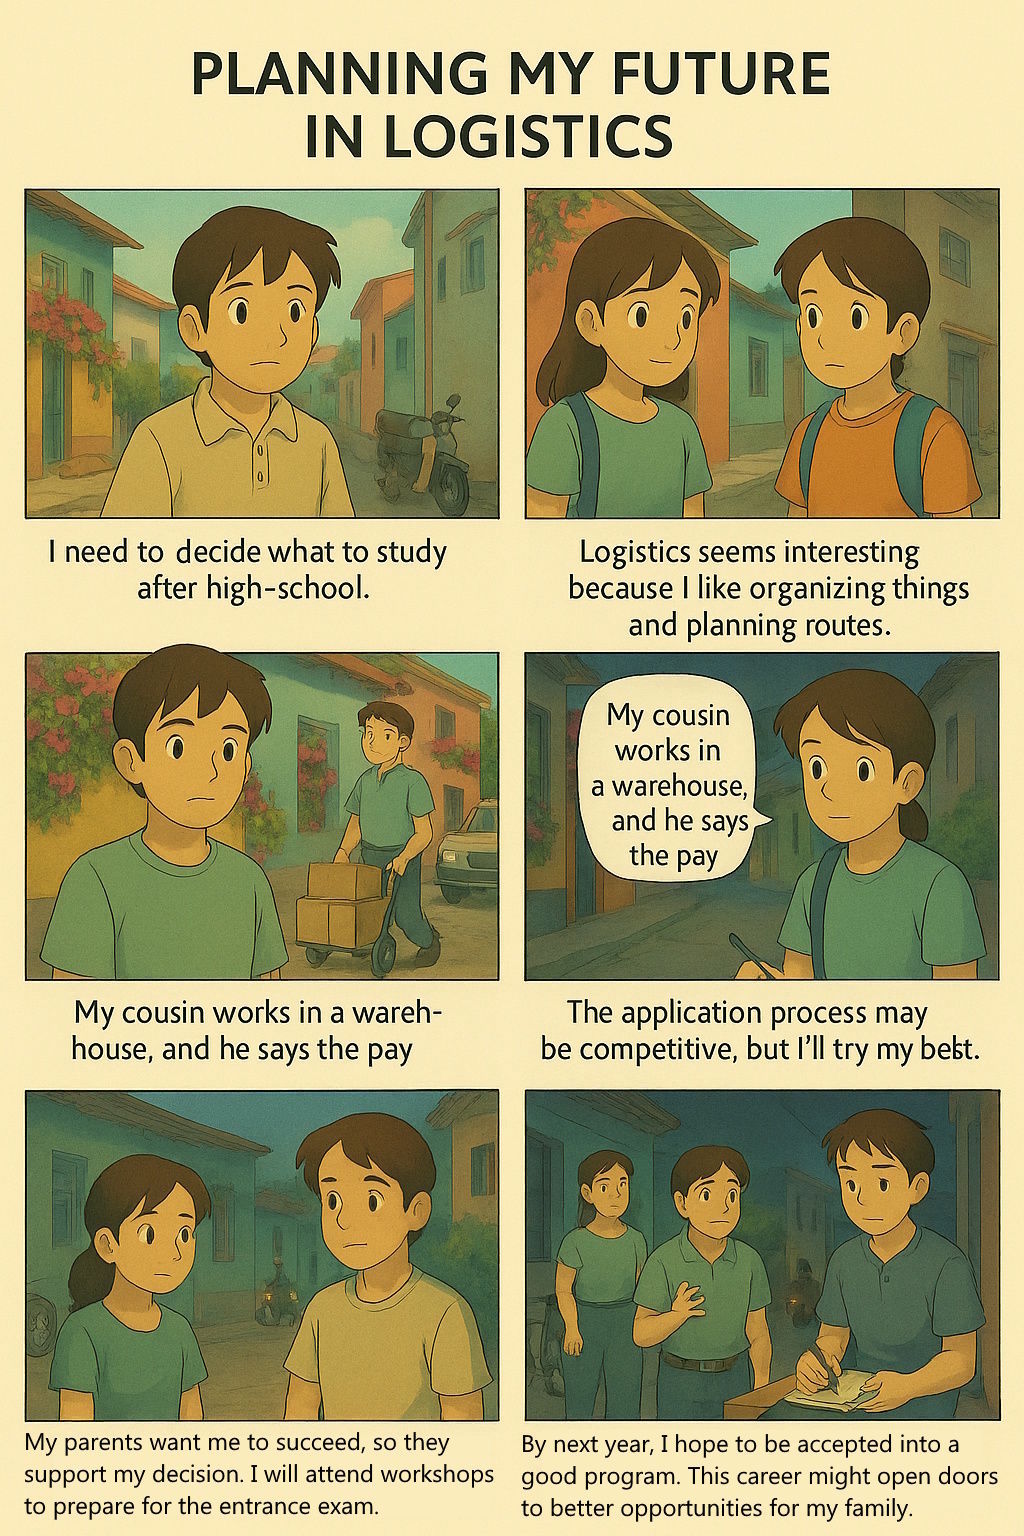 PLANNING MY FUTURE
IN LOGISTICS
I need to decide what to study
after high-school.
Logistics seems interesting
because I like organizing things
and planning routes.
My cousin works in a wareh-
house, and he says the pay
My cousin
works in
a warehouse,
and he says
the pay
The application process may
be competitive, but I'll try my best.
My parents want me to succeed, so they
support my decision. I will attend workshops
to prepare for the entrance exam.
By next year, I hope to be accepted into a
good program. This career might open doors
to better opportunities for my family.